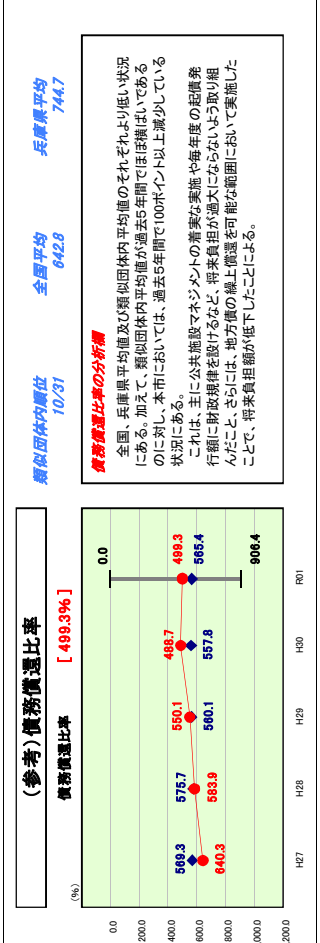 (参考)債務償還比率
債務償還比率 [ 499.3% ]
類似団体内順位
10/31
全国平均
642.8
兵庫県平均
744.7
(%)
0.0
200.0
400.0
600.0
800.0
1000.0
200.0
H27
H28
H29
H30
R01
569.3
640.3
575.7
583.9
550.1
560.1
488.7
557.8
0.0
499.3
565.4
906.4
債務償還比率の分析欄
全国、兵庫県平均値及び類似団体内平均値のそれぞれより低い状況
にある。加えて、類似団体内平均値が過去5年間でほぼ横ばいである
のに対し、本市においては、過去5年間で100ポイント以上減少している
状況にある。
これは、主に公共施設マネジメントの着実な実施や毎年度の起債発
行額に財政規律を設けるなど、将来負担が過大にならないよう取り組
んだこと、さらには、地方債の繰上償還を可能な範囲において実施した
ことで、将来負担額が低下したことによる。